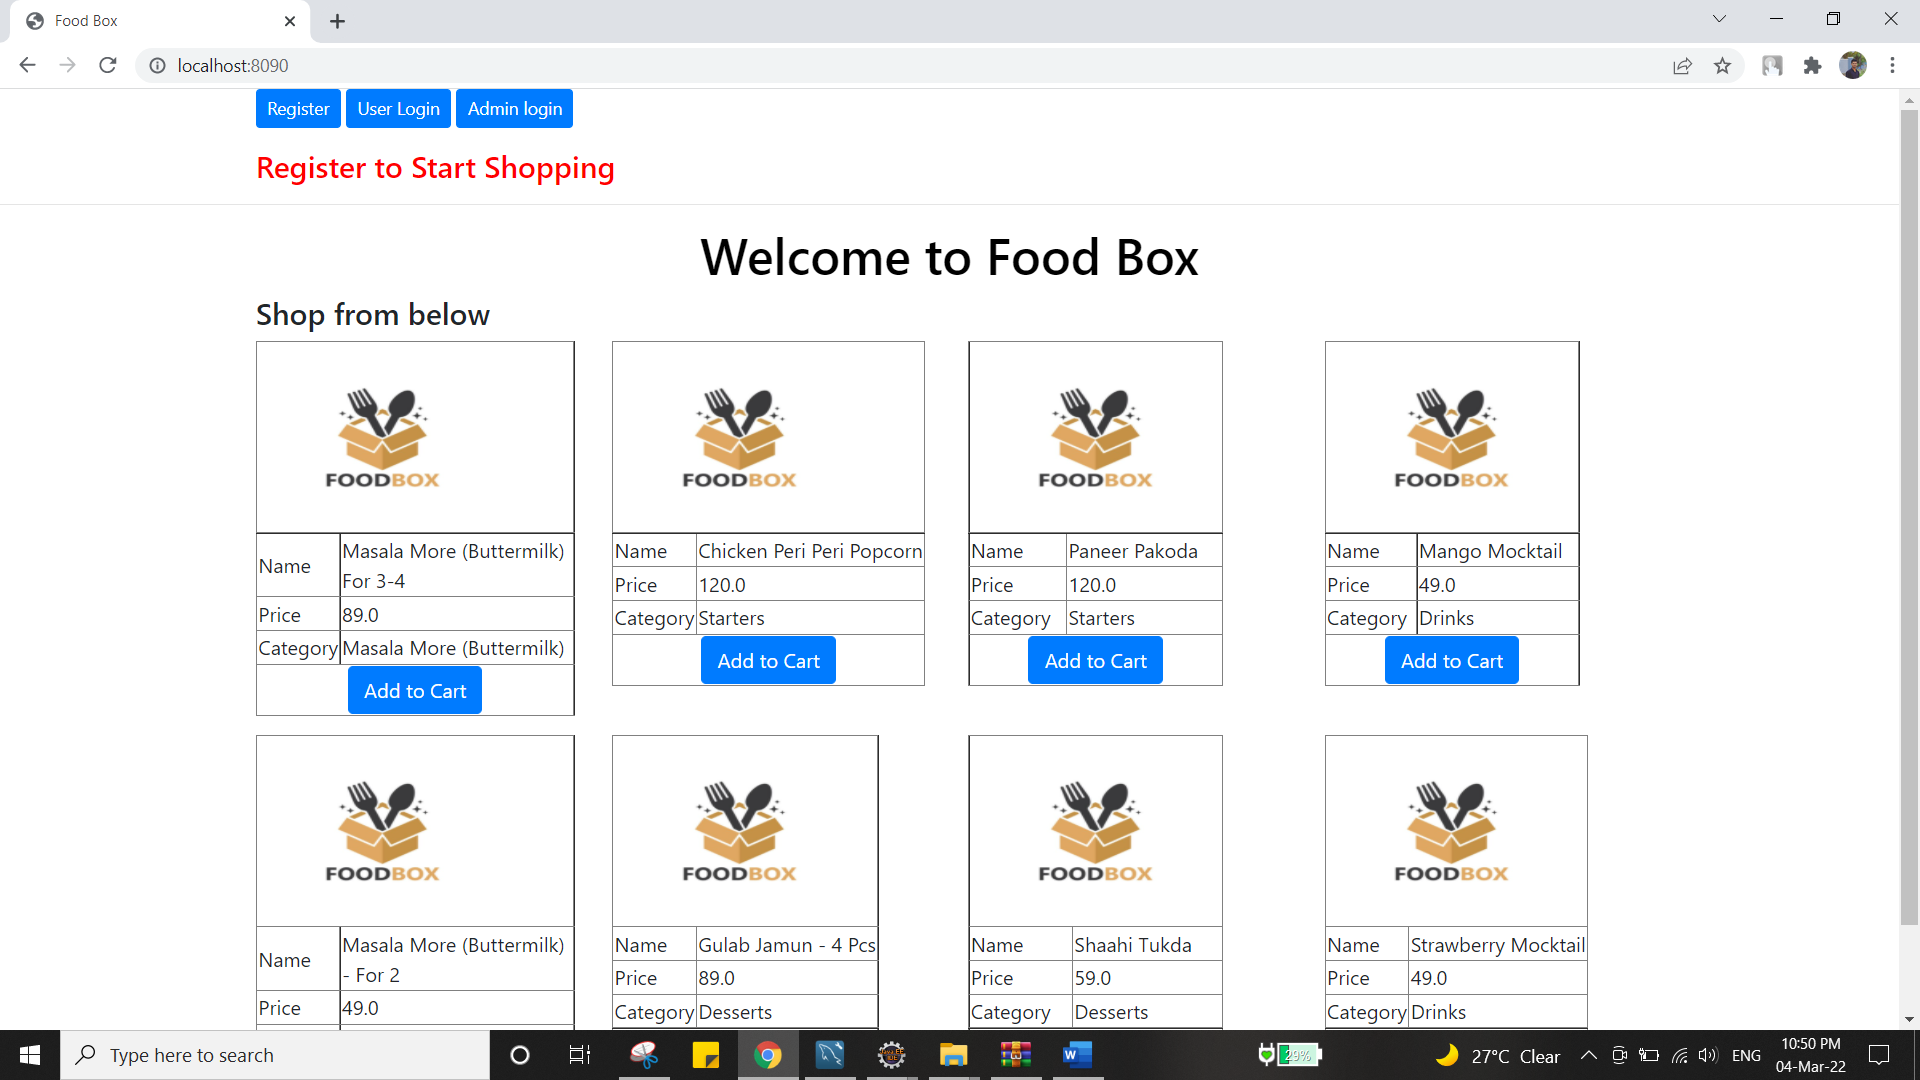 Food Box
localhost:8090
Register
User Login
Admin login
Register to Start Shopping
Welcome to Food Box
Shop from below
FOODBOX
Name
Masala More (Buttermilk)
For 3-4
Price
89.0
Category
Masala More (Buttermilk)
Add to Cart
FOODBOX
Name
Chicken Peri Peri Popcorn
Price
120.0
Category
Starters
Add to Cart
FOODBOX
Name
Paneer Pakoda
Price
120.0
Category
Starters
Add to Cart
FOODBOX
Name
Mango Mocktail
Price
49.0
Category
Drinks
Add to Cart
FOODBOX
Name
Masala More (Buttermilk)
- For 2
Price
49.0
FOODBOX
Name
Gulab Jamun - 4 Pcs
Price
89.0
Category
Desserts
FOODBOX
Name
Shaahi Tukda
Price
59.0
Category
Desserts
FOODBOX
Name
Strawberry Mocktail
Price
49.0
Category
Drinks
Type here to search
29%
27°C Clear
ENG
10:50 PM
04-Mar-22